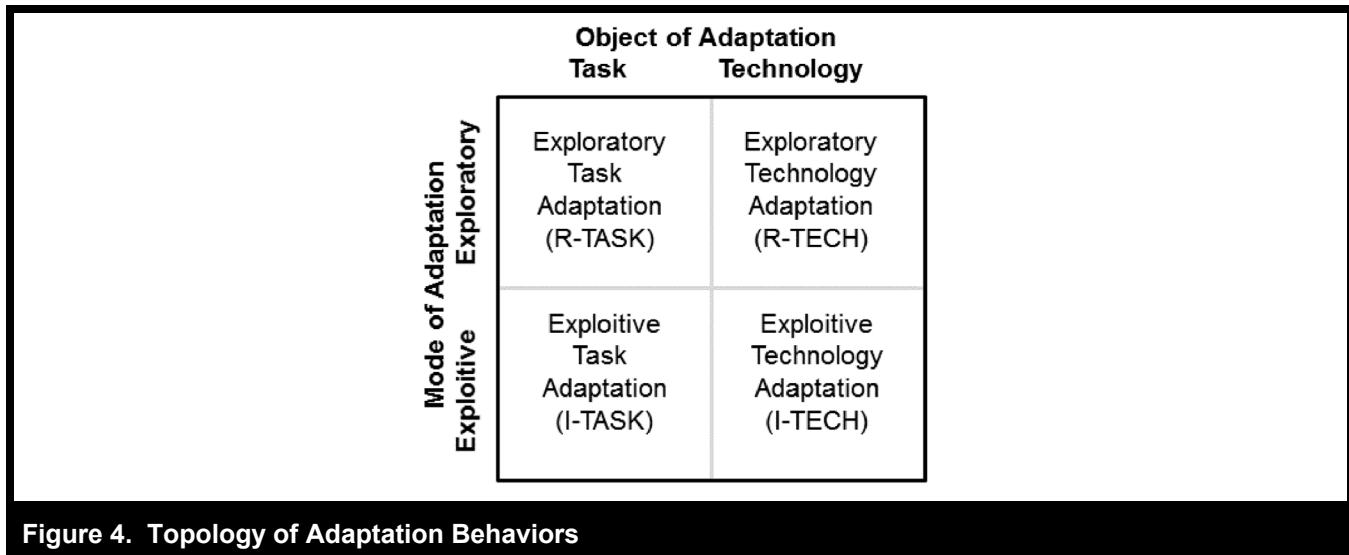 Object of Adaptation
Task Technology
Mode of Adaptation
Exploratory
Exploitive
Exploratory
Task
Adaptation
(R-TASK)
Exploratory
Technology
Adaptation
(R-TECH)
Exploitive
Task
Adaptation
(I-TASK)
Exploitive
Technology
Adaptation
(I-TECH)
Figure 4. Topology of Adaptation Behaviors